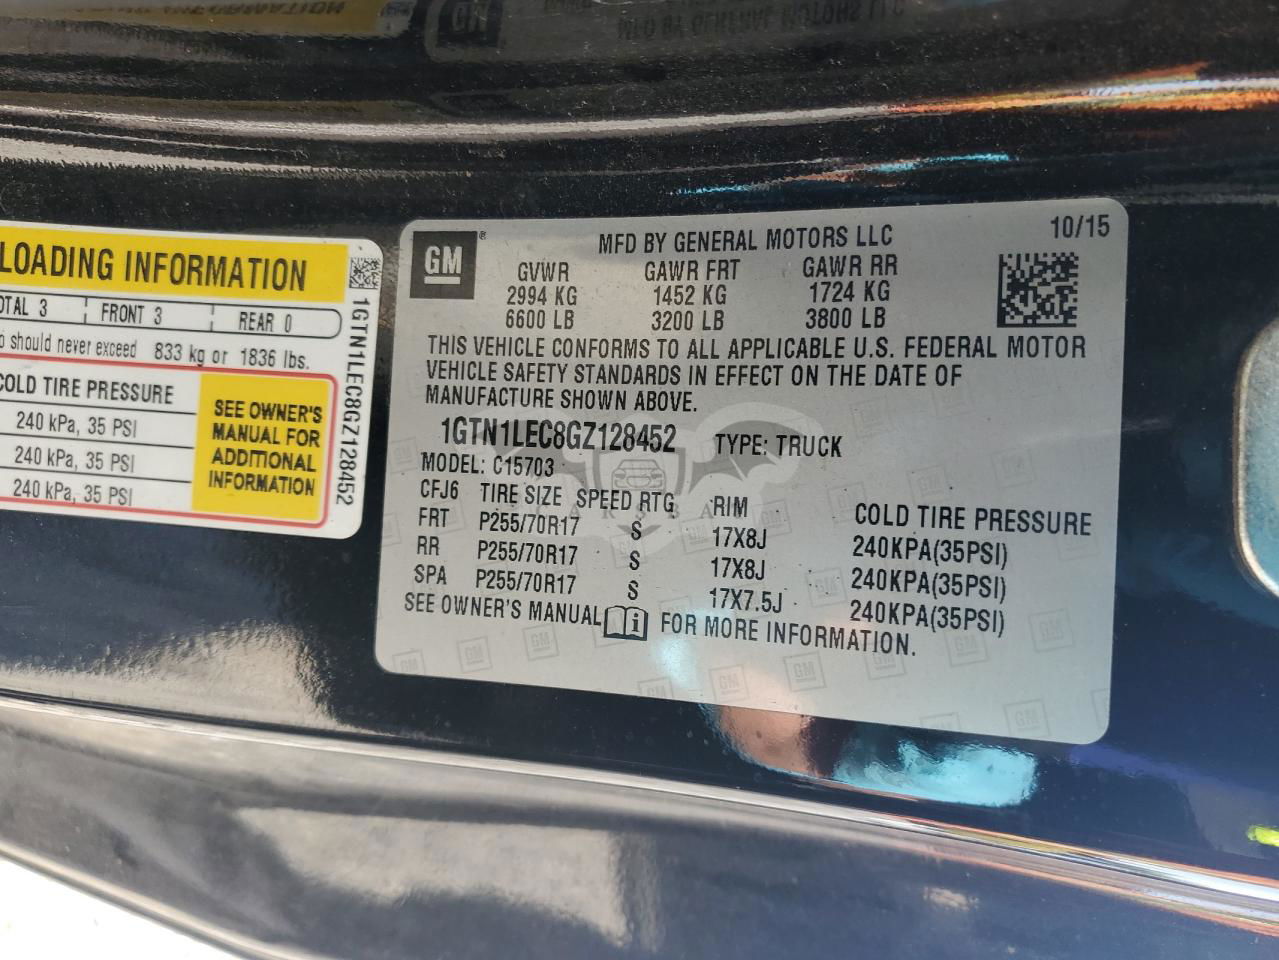 LOADING INFORMATION
OTAL 3 FRONT 3 REAR 0
o should never exceed 833 kg or 1836 lbs.
COLD TIRE PRESSURE
240 kPa, 35 PSI
240 kPa, 35 PSI
240 kPa, 35 PSI
SEE OWNER'S
MANUAL FOR
ADDITIONAL
INFORMATION
1GTN1LEC8GZ128452
GM®
MFD BY GENERAL MOTORS LLC
10/15
GVWR GAWR FRT GAWR RR
2994 KG 1452 KG 1724 KG
6600 LB 3200 LB 3800 LB
THIS VEHICLE CONFORMS TO ALL APPLICABLE U.S. FEDERAL MOTOR
VEHICLE SAFETY STANDARDS IN EFFECT ON THE DATE OF
MANUFACTURE SHOWN ABOVE.
1GTN1LEC8GZ128452 TYPE: TRUCK
MODEL: C15703
CFJ6 TIRE SIZE SPEED RTG RIM COLD TIRE PRESSURE
FRT P255/70R17 S 17X8J 240KPA(35PSI)
RR P255/70R17 S 17X8J 240KPA(35PSI)
SPA P255/70R17 S 17X7.5J 240KPA(35PSI)
SEE OWNER'S MANUAL FOR MORE INFORMATION.